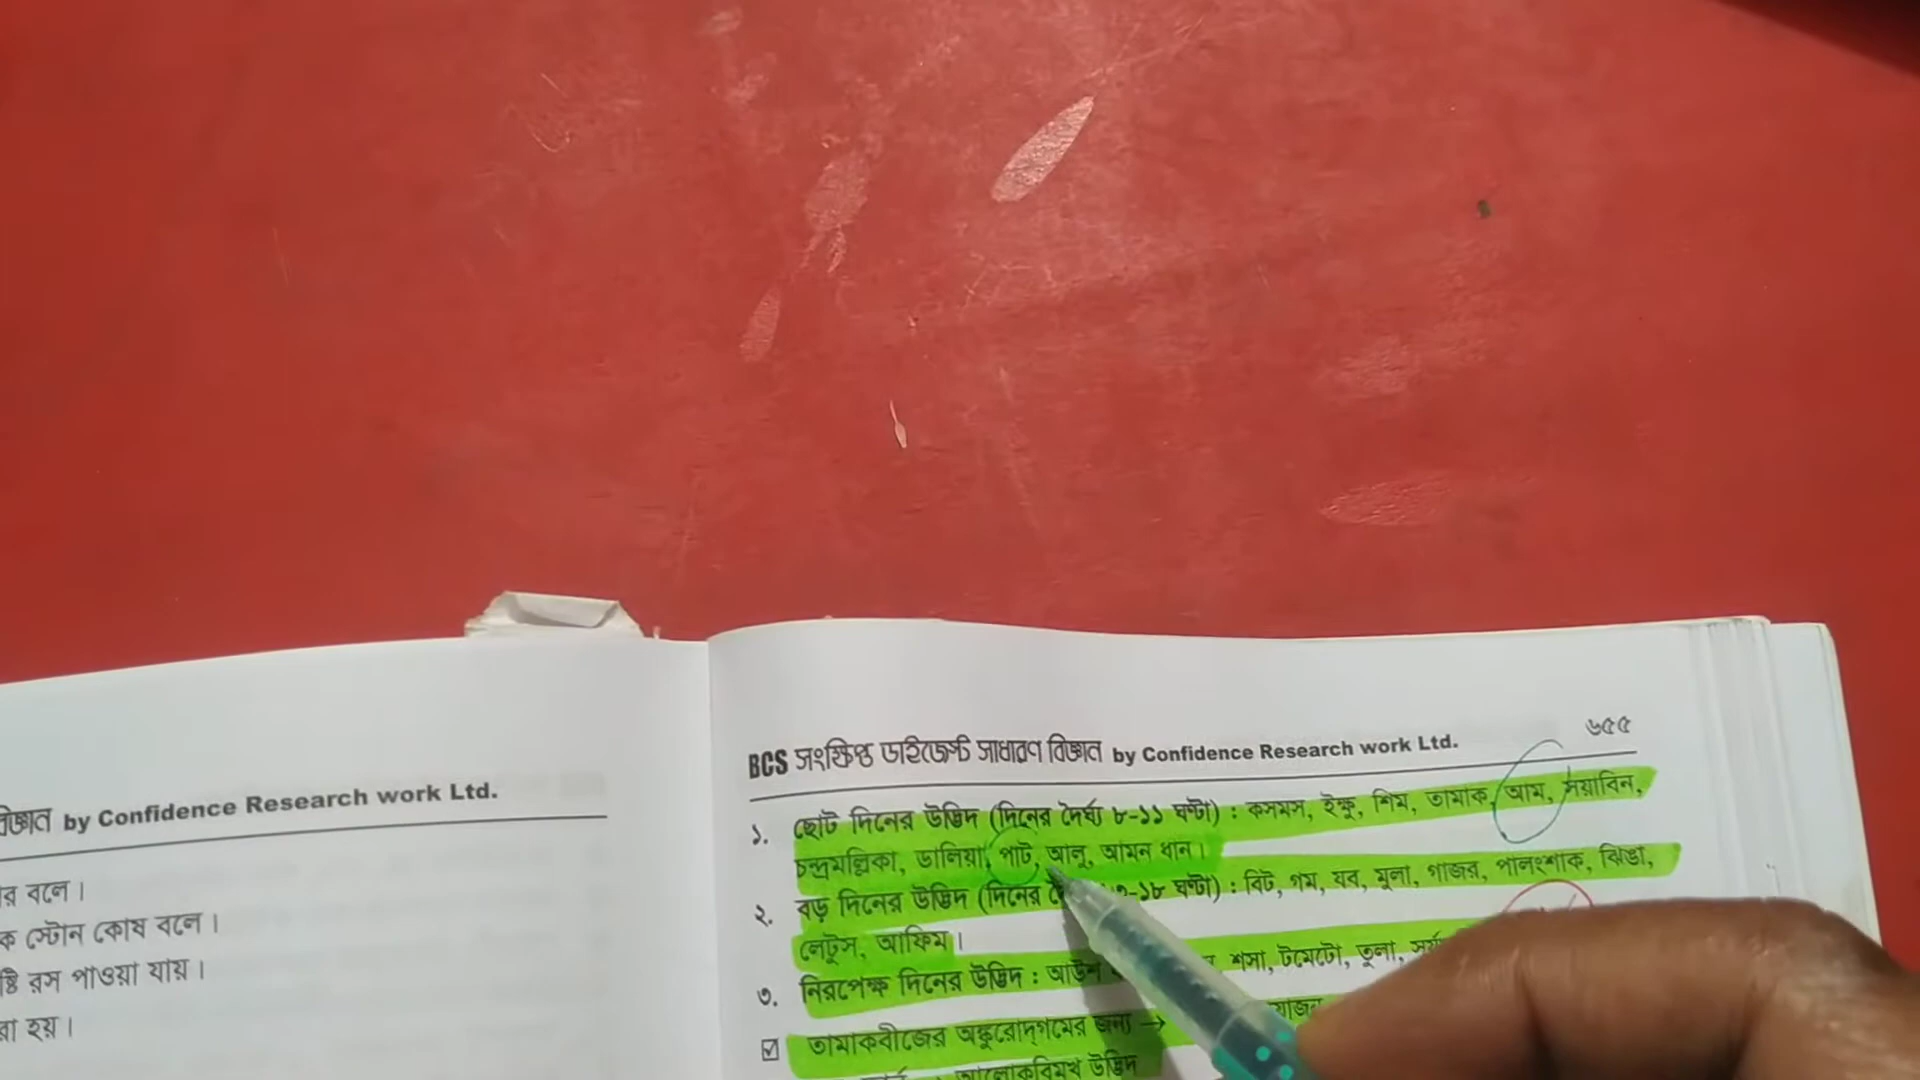 বিজ্ঞান by Confidence Research work Ltd.
র বলে।
ক স্টোন কোষ বলে।
ষ্টি রস পাওয়া যায়।
রা হয়।
৬৫৫
BCS সংক্ষিপ্ত ডাইজেস্ট সাধারণ বিজ্ঞান by Confidence Research work Ltd.
১. ছোট দিনের উদ্ভিদ (দিনের দৈর্ঘ্য ৮-১১ ঘণ্টা) : কসমস, ইক্ষু, শিম, তামাক, আম, সয়াবিন,
চন্দ্রমল্লিকা, ডালিয়া, পাট, আলু, আমন ধান।
২. বড় দিনের উদ্ভিদ (দিনের -১৮ ঘণ্টা) : বিট, গম, যব, মুলা, গাজর, পালংশাক, ঝিঙা,
লেটুস, আফিম।
৩. নিরপেক্ষ দিনের উদ্ভিদ : আউশ শসা, টমেটো, তুলা,
☑ তামাকবীজের অঙ্কুরোদ্গমের জন্য →
আলোকবিমুখ উদ্ভিদ